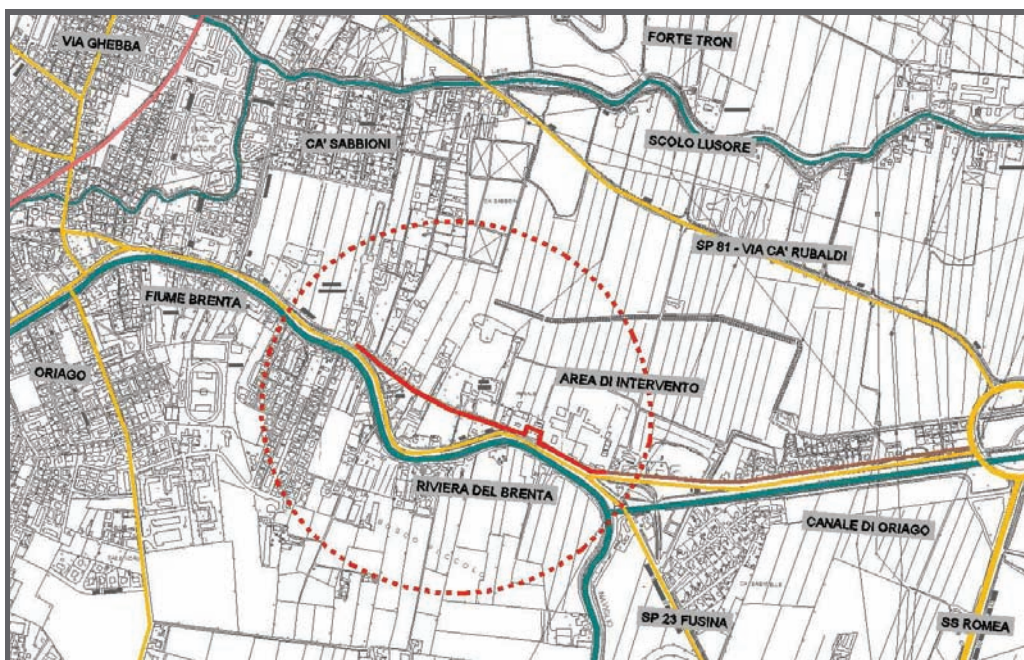 VIA GHEBBA
FORTE TRON
CA' SABBIONI
SCOLO LUSORE
SP 81 - VIA CA' RUBALDI
FIUME BRENTA
ORIAGO
AREA DI INTERVENTO
RIVIERA DEL BRENTA
CANALE DI ORIAGO
SP 23 FUSINA
SS ROMEA